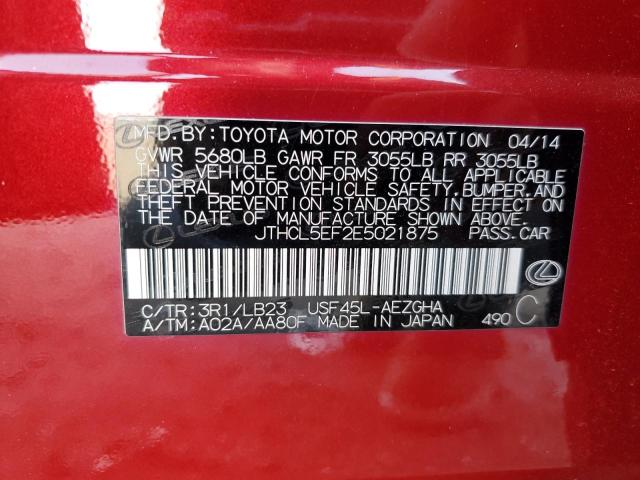 MFD.BY:TOYOTA MOTOR CORPORATION 04/14
GVWR 5680LB GAWR FR 3055LB RR 3055LB
THIS VEHICLE CONFORMS TO ALL APPLICABLE
FEDERAL MOTOR VEHICLE SAFETY,BUMPER,AND
THEFT PREVENTION STANDARDS IN EFFECT ON
THE DATE OF MANUFACTURE SHOWN ABOVE.
JTHCL5EF2E5021875 PASS.CAR
C/TR:3R1/LB23 USF45L-AEZGHA
A/TM:A02A/AA80F MADE IN JAPAN 490 C